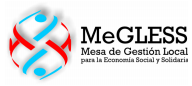 MeGLESS
Mesa de Gestión Local
para la Economía Social y Solidaria